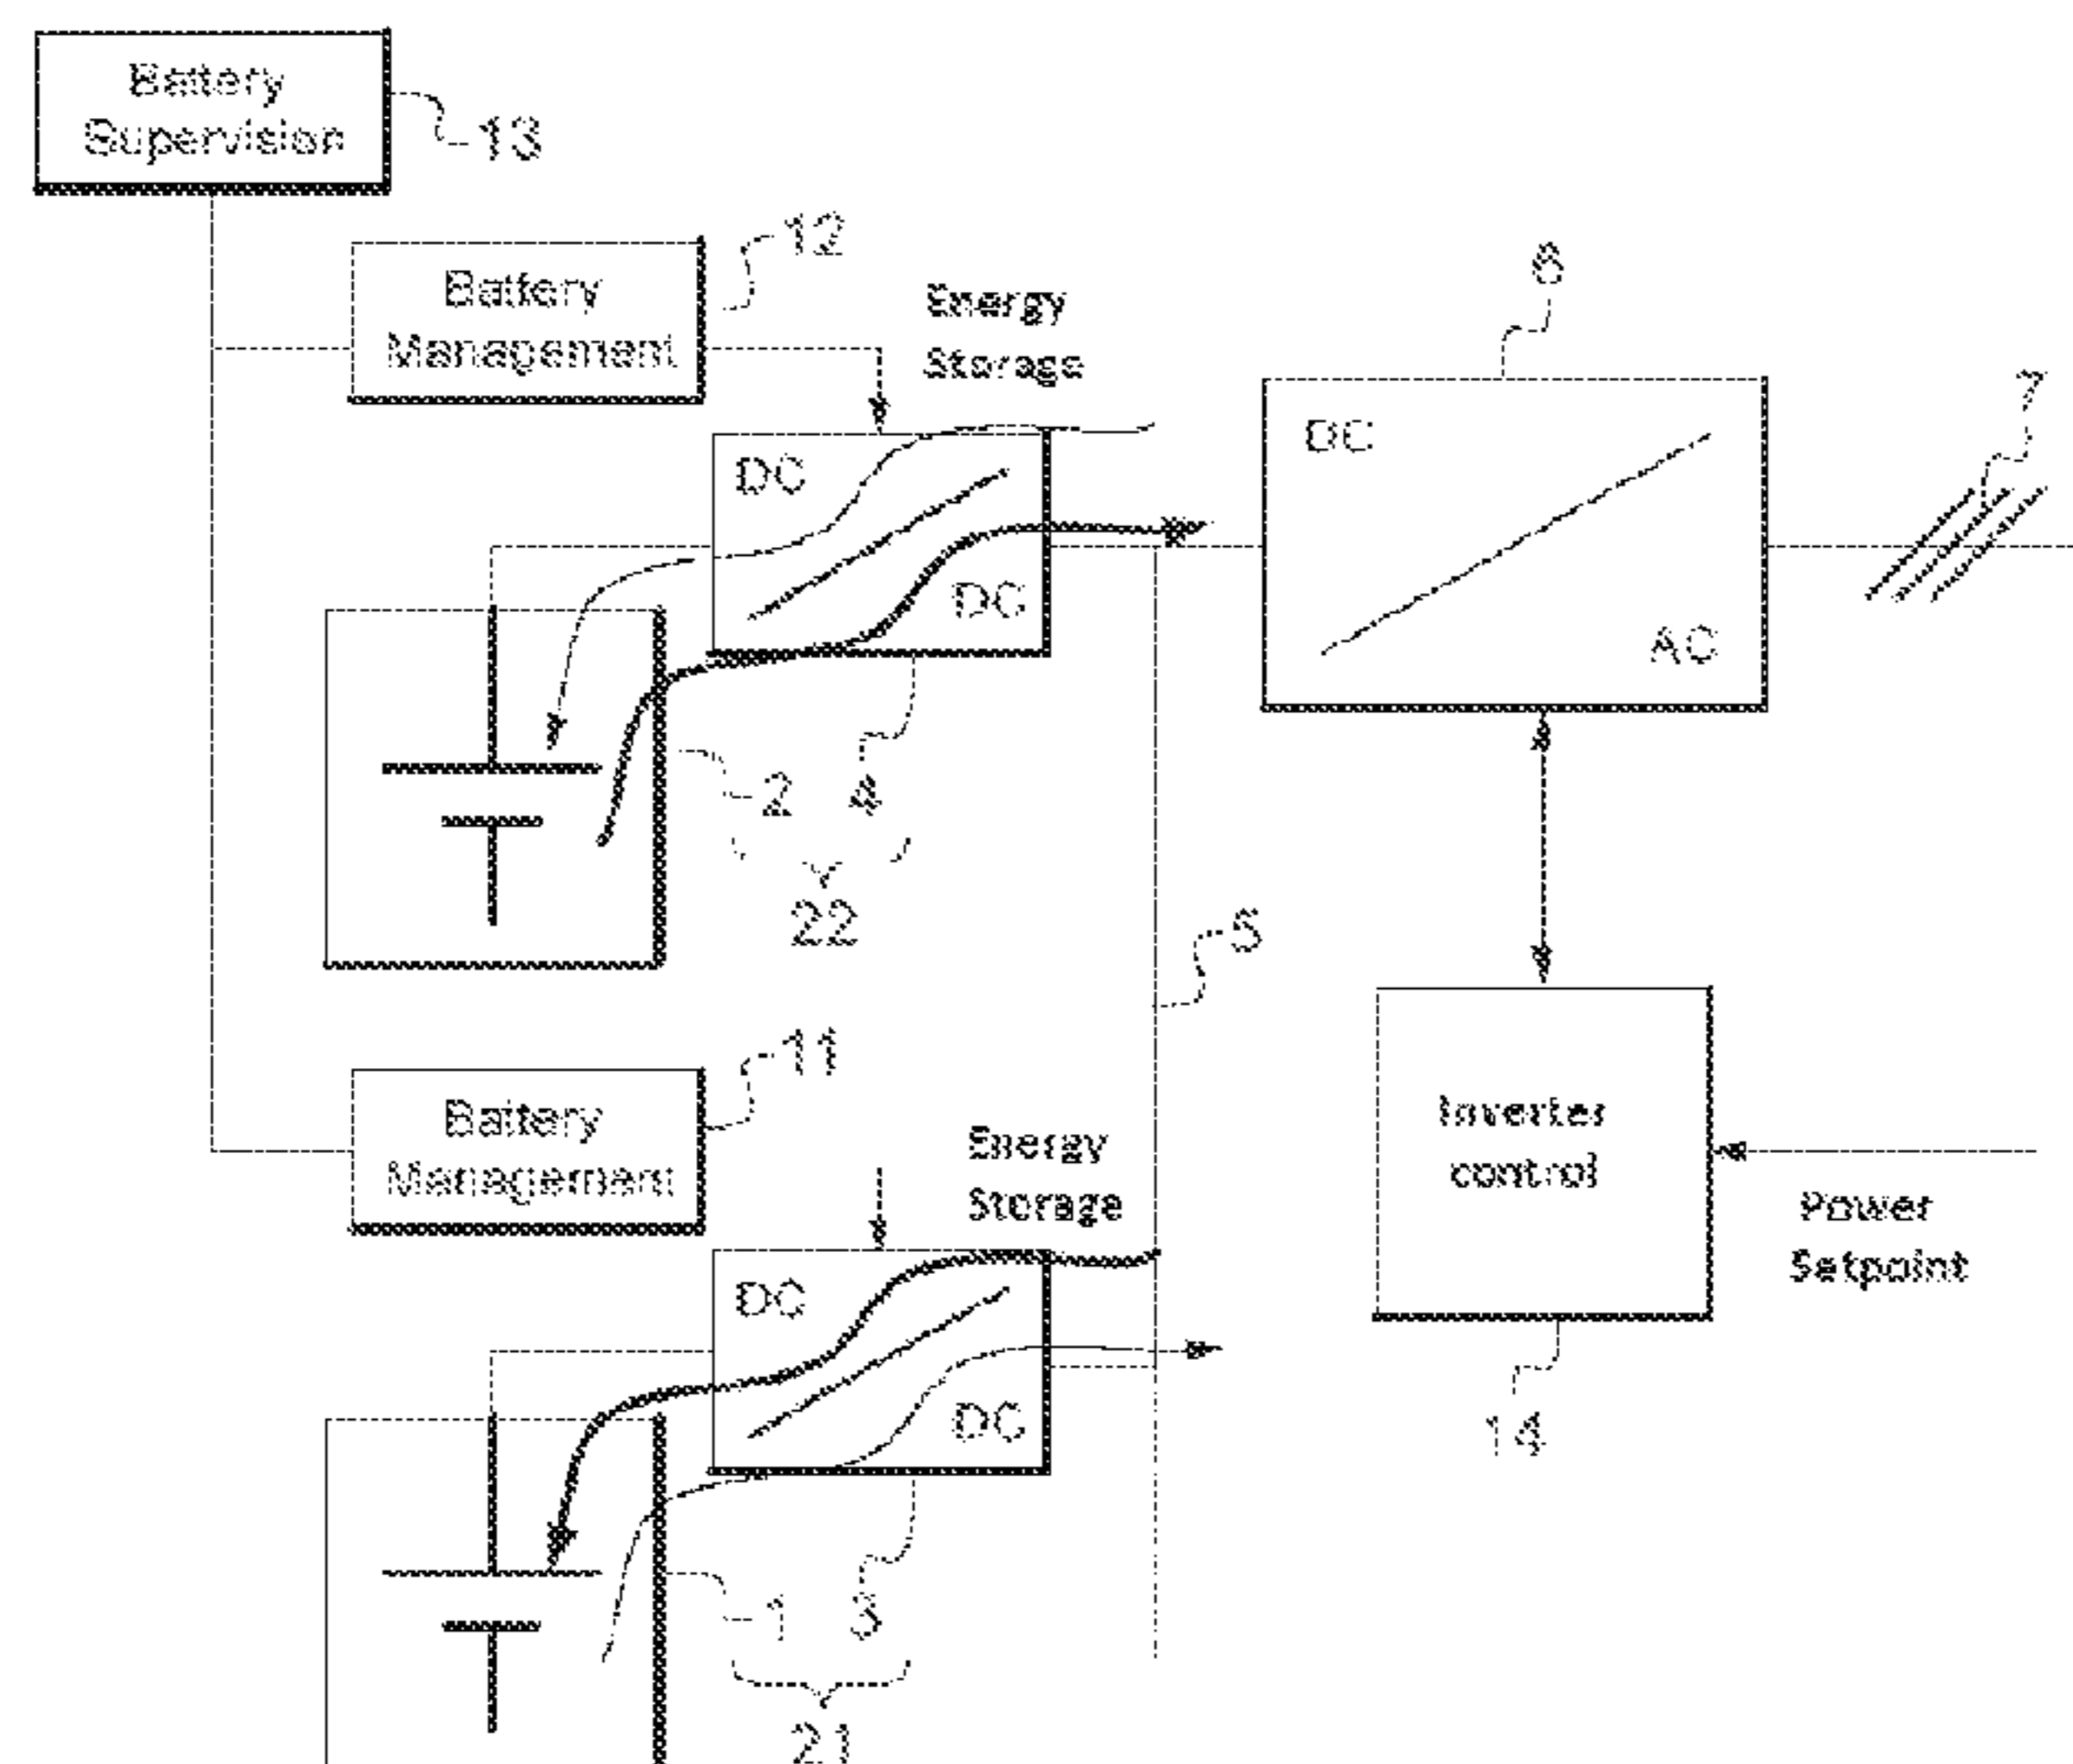 Battery
Supervision
13
12
Battery
Management
Energy
Storage
6
7
DC
DC
DC
AC
2
4
22
5
11
Battery
Management
Energy
Storage
Inverter
control
Power
Setpoint
DC
DC
14
1
3
21